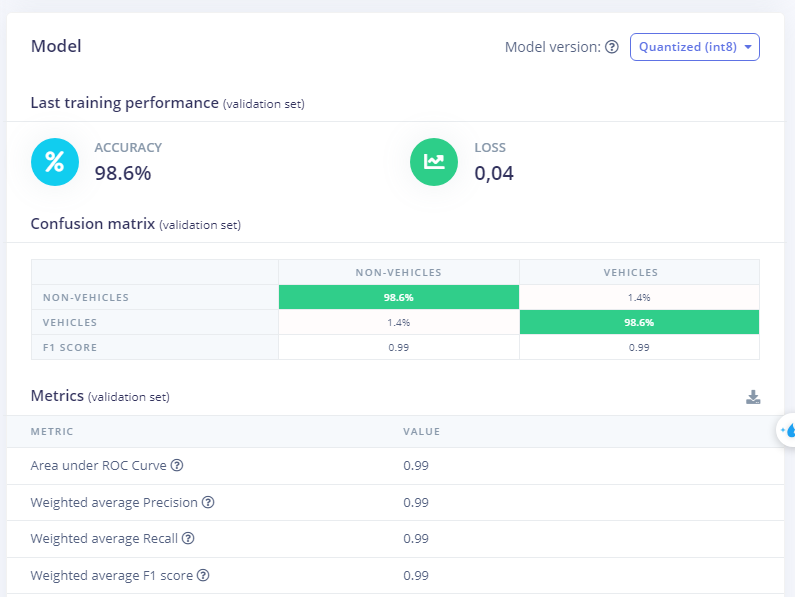 Model
Model version: Quantized (int8)
Last training performance (validation set)
% ACCURACY LOSS
98.6% 0,04
Confusion matrix (validation set)
NON-VEHICLES VEHICLES
NON-VEHICLES 98.6% 1.4%
VEHICLES 1.4% 98.6%
F1 SCORE 0.99 0.99
Metrics (validation set)
METRIC VALUE
Area under ROC Curve ? 0.99
Weighted average Precision ? 0.99
Weighted average Recall ? 0.99
Weighted average F1 score ? 0.99